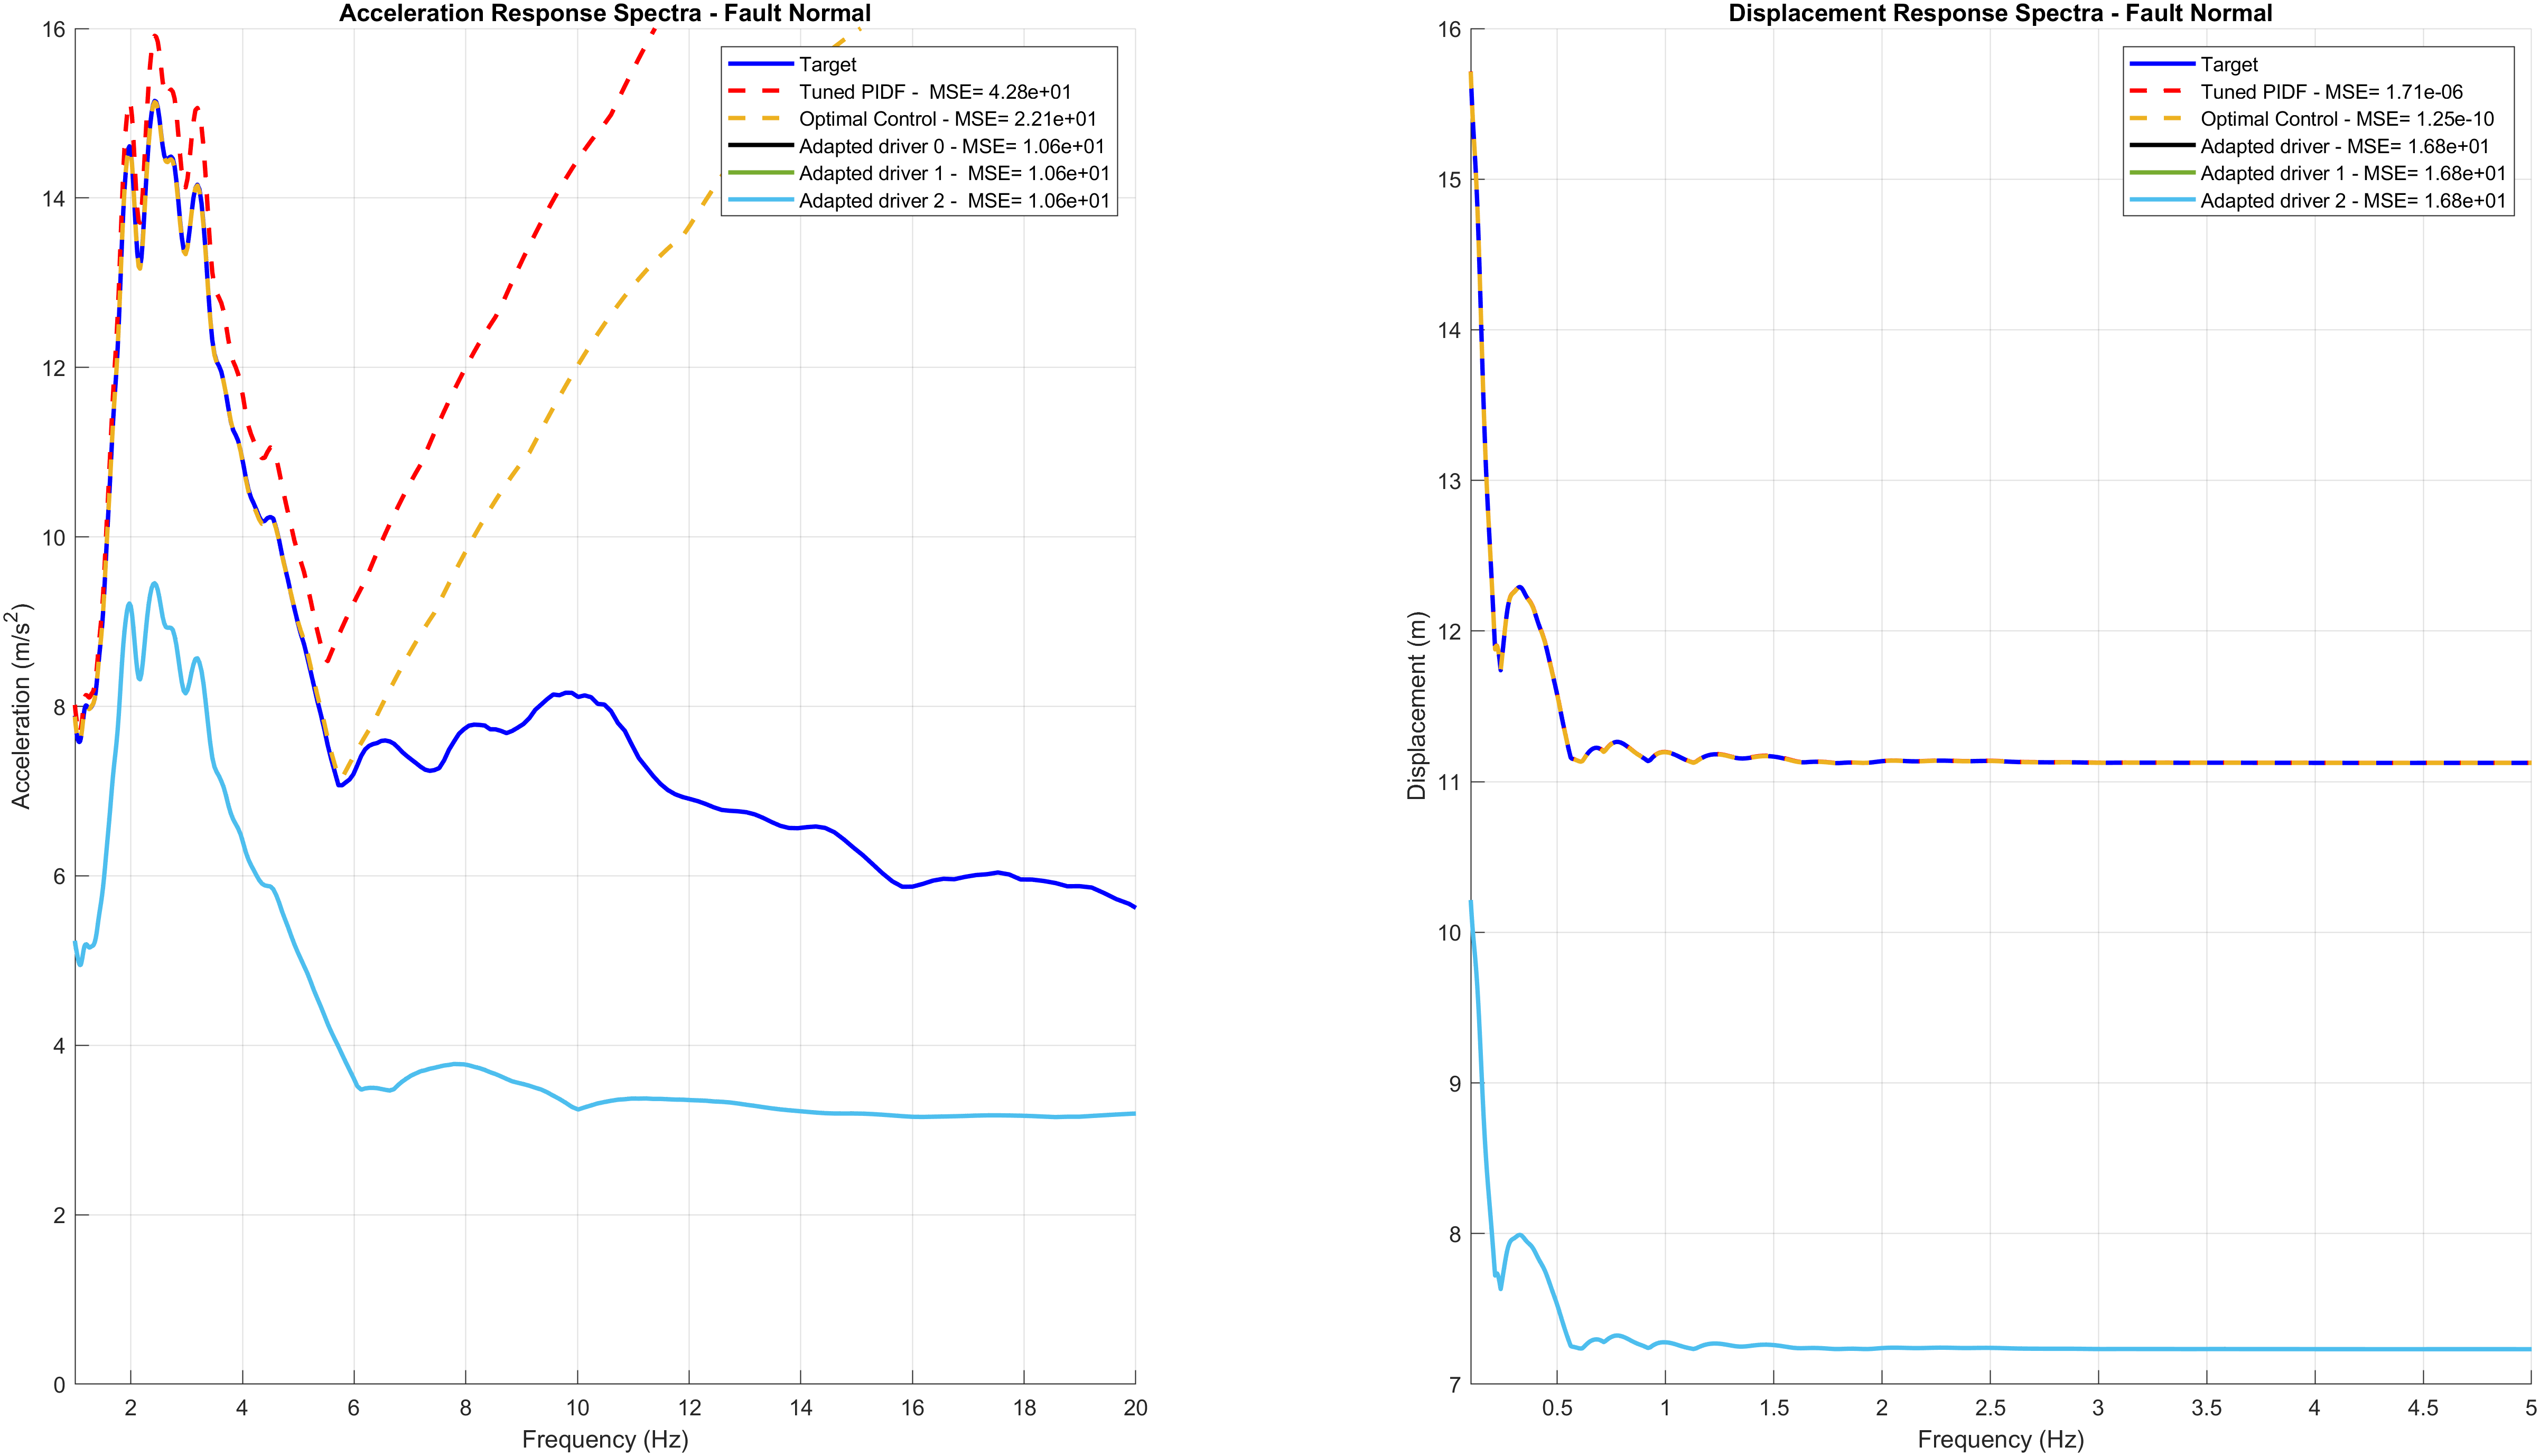 Acceleration Response Spectra - Fault Normal
16
14
12
10
8
6
4
2
0
Acceleration (m/s²)
2 4 6 8 10 12 14 16 18 20
Frequency (Hz)
Target
Tuned PIDF -  MSE= 4.28e+01
Optimal Control - MSE= 2.21e+01
Adapted driver 0 - MSE= 1.06e+01
Adapted driver 1 -  MSE= 1.06e+01
Adapted driver 2 -  MSE= 1.06e+01
Displacement Response Spectra - Fault Normal
16
15
14
13
12
11
10
9
8
7
Displacement (m)
0.5 1 1.5 2 2.5 3 3.5 4 4.5 5
Frequency (Hz)
Target
Tuned PIDF - MSE= 1.71e-06
Optimal Control - MSE= 1.25e-10
Adapted driver - MSE= 1.68e+01
Adapted driver 1 - MSE= 1.68e+01
Adapted driver 2 - MSE= 1.68e+01